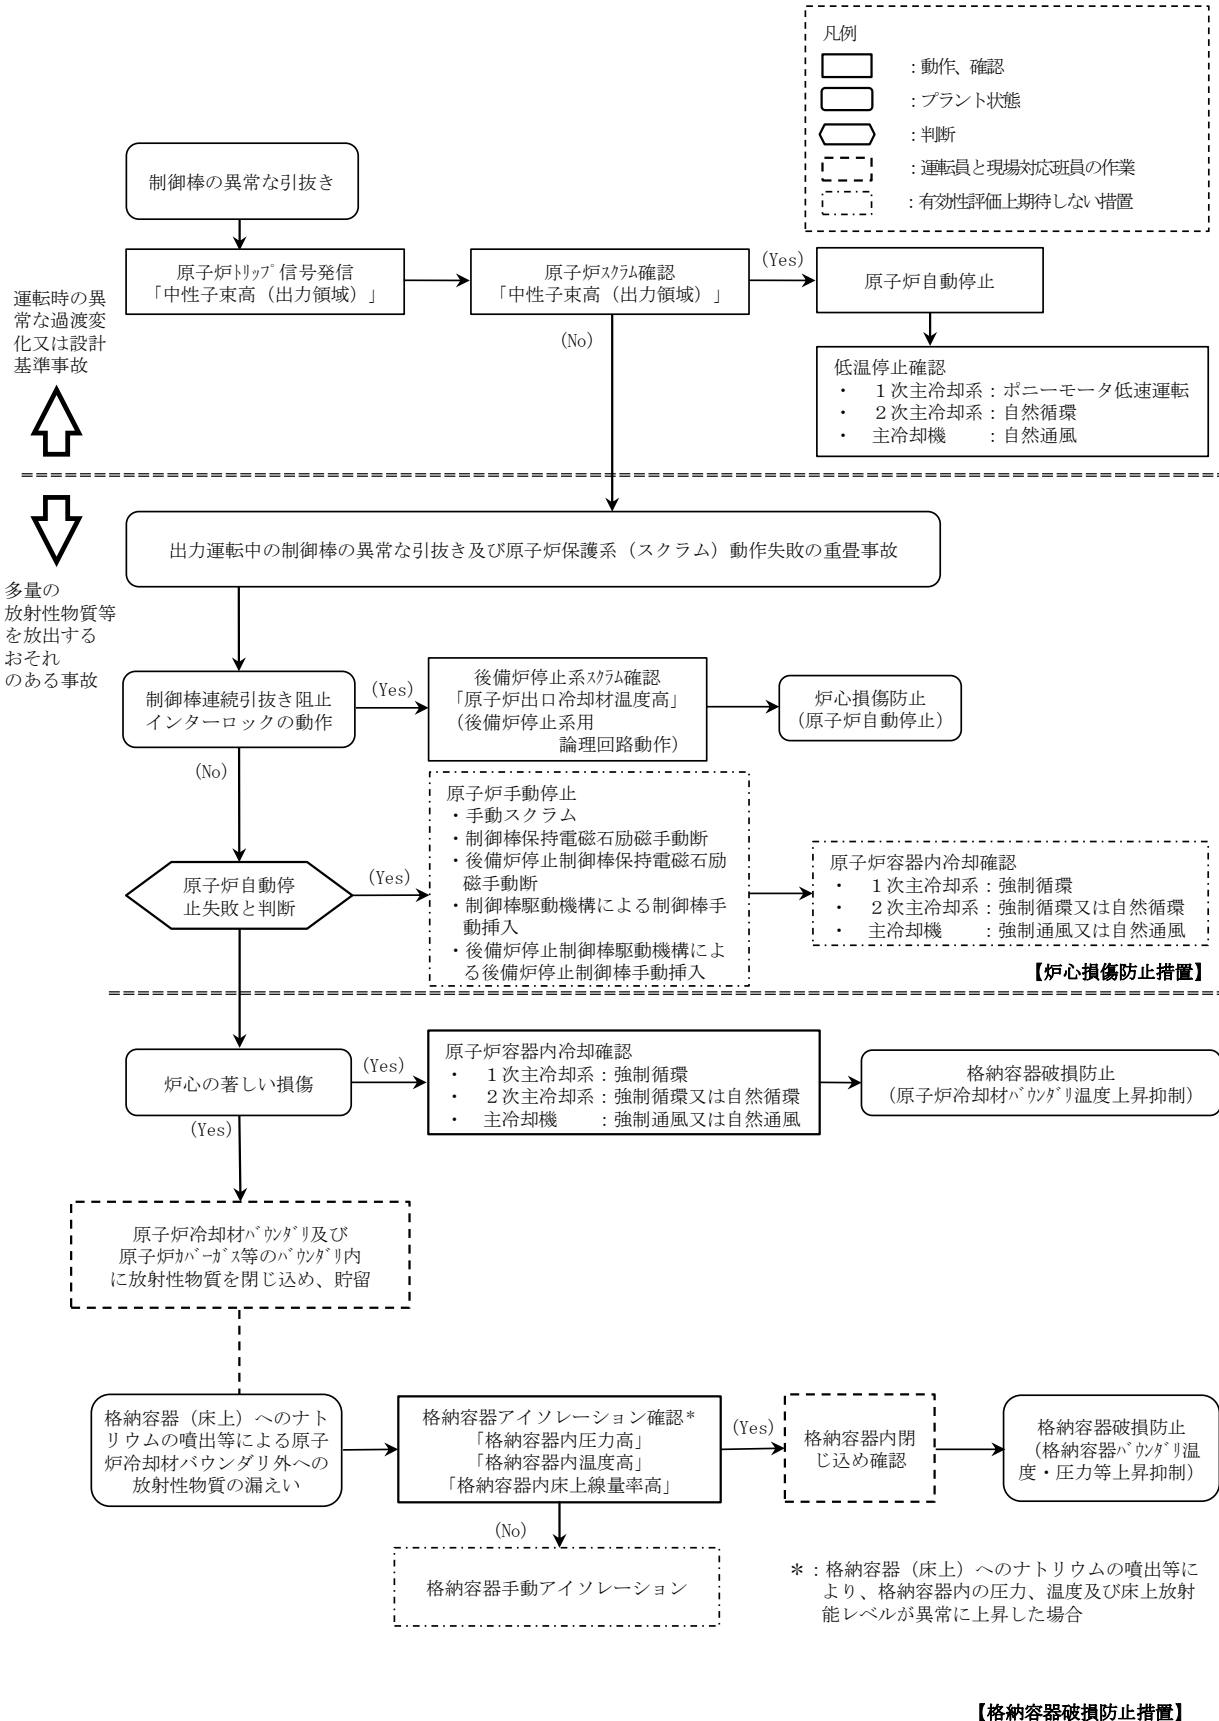 凡例
：動作、確認
：プラント状態
：判断
：運転員と現場対応班員の作業
：有効性評価上期待しない措置
制御棒の異常な引抜き
原子炉ﾄﾘｯﾌﾟ信号発信
「中性子束高（出力領域）」
原子炉ｽｸﾗﾑ確認
「中性子束高（出力領域）」
(Yes)
原子炉自動停止
(No)
運転時の異
常な過渡変
化又は設計
基準事故
低温停止確認
・　１次主冷却系：ポニーモータ低速運転
・　２次主冷却系：自然循環
・　主冷却機　　：自然通風
出力運転中の制御棒の異常な引抜き及び原子炉保護系（スクラム）動作失敗の重畳事故
多量の
放射性物質等
を放出する
おそれ
のある事故
制御棒連続引抜き阻止
インターロックの動作
(Yes)
後備炉停止系ｽｸﾗﾑ確認
「原子炉出口冷却材温度高」
（後備炉停止系用
論理回路動作）
炉心損傷防止
（原子炉自動停止）
(No)
原子炉自動停
止失敗と判断
(Yes)
原子炉手動停止
・手動スクラム
・制御棒保持電磁石励磁手動断
・後備炉停止制御棒保持電磁石励
磁手動断
・制御棒駆動機構による制御棒手
動挿入
・後備炉停止制御棒駆動機構によ
る後備炉停止制御棒手動挿入
原子炉容器内冷却確認
・　１次主冷却系：強制循環
・　２次主冷却系：強制循環又は自然循環
・　主冷却機　　：強制通風又は自然通風
【炉心損傷防止措置】
炉心の著しい損傷
(Yes)
原子炉容器内冷却確認
・　１次主冷却系：強制循環
・　２次主冷却系：強制循環又は自然循環
・　主冷却機　　：強制通風又は自然通風
格納容器破損防止
（原子炉冷却材ﾊﾞｳﾝﾀﾞﾘ温度上昇抑制）
(Yes)
原子炉冷却材ﾊﾞｳﾝﾀﾞﾘ及び
原子炉ｶﾊﾞｰｶﾞｽ等のﾊﾞｳﾝﾀﾞﾘ内
に放射性物質を閉じ込め、貯留
格納容器（床上）へのナト
リウムの噴出等による原子
炉冷却材バウンダリ外への
放射性物質の漏えい
格納容器アイソレーション確認*
「格納容器内圧力高」
「格納容器内温度高」
「格納容器内床上線量率高」
(Yes)
格納容器内閉
じ込め確認
格納容器破損防止
（格納容器ﾊﾞｳﾝﾀﾞﾘ温
度・圧力等上昇抑制）
(No)
格納容器手動アイソレーション
*：格納容器（床上）へのナトリウムの噴出等に
より、格納容器内の圧力、温度及び床上放射
能レベルが異常に上昇した場合
【格納容器破損防止措置】